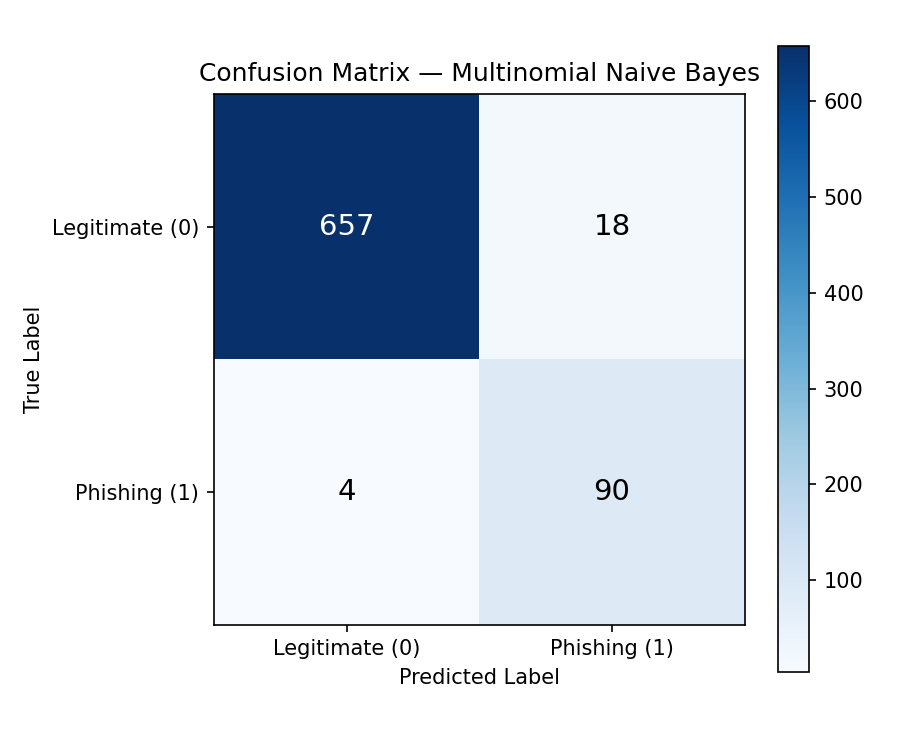 Confusion Matrix — Multinomial Naive Bayes
True Label
Legitimate (0)
Phishing (1)
657
18
4
90
Legitimate (0)
Phishing (1)
Predicted Label
600
500
400
300
200
100